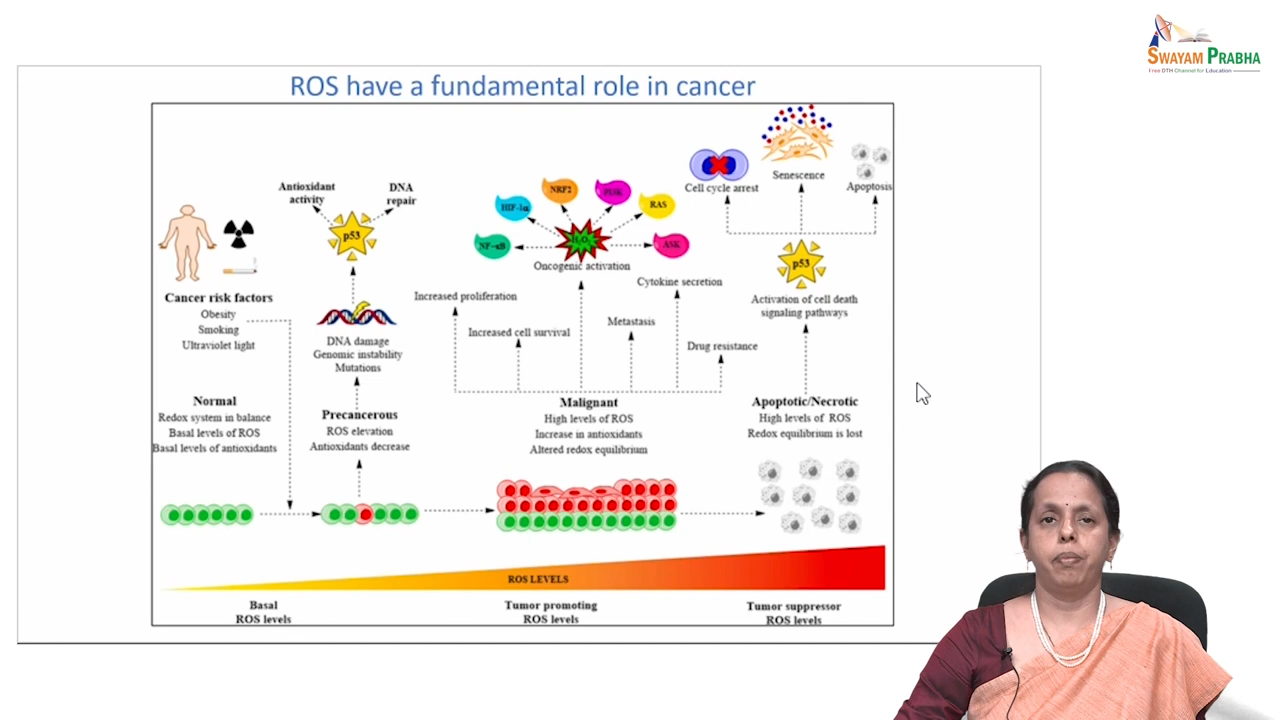 SWAYAM PRABHA
Free DTH Channel for Education
ROS have a fundamental role in cancer
Cancer risk factors
Obesity
Smoking
Ultraviolet light
Normal
Redox system in balance
Basal levels of ROS
Basal levels of antioxidants
Antioxidant
activity
DNA
repair
p53
DNA damage
Genomic instability
Mutations
Precancerous
ROS elevation
Antioxidants decrease
NF-κB
HIF-1α
NRF2
RAS
ASK
Oncogenic activation
Increased proliferation
Increased cell survival
Metastasis
Cytokine secretion
Drug resistance
Malignant
High levels of ROS
Increase in antioxidants
Altered redox equilibrium
Cell cycle arrest
Senescence
Apoptosis
p53
Activation of cell death
signaling pathways
Apoptotic/Necrotic
High levels of ROS
Redox equilibrium is lost
ROS LEVELS
Basal
ROS levels
Tumor promoting
ROS levels
Tumor suppressor
ROS levels